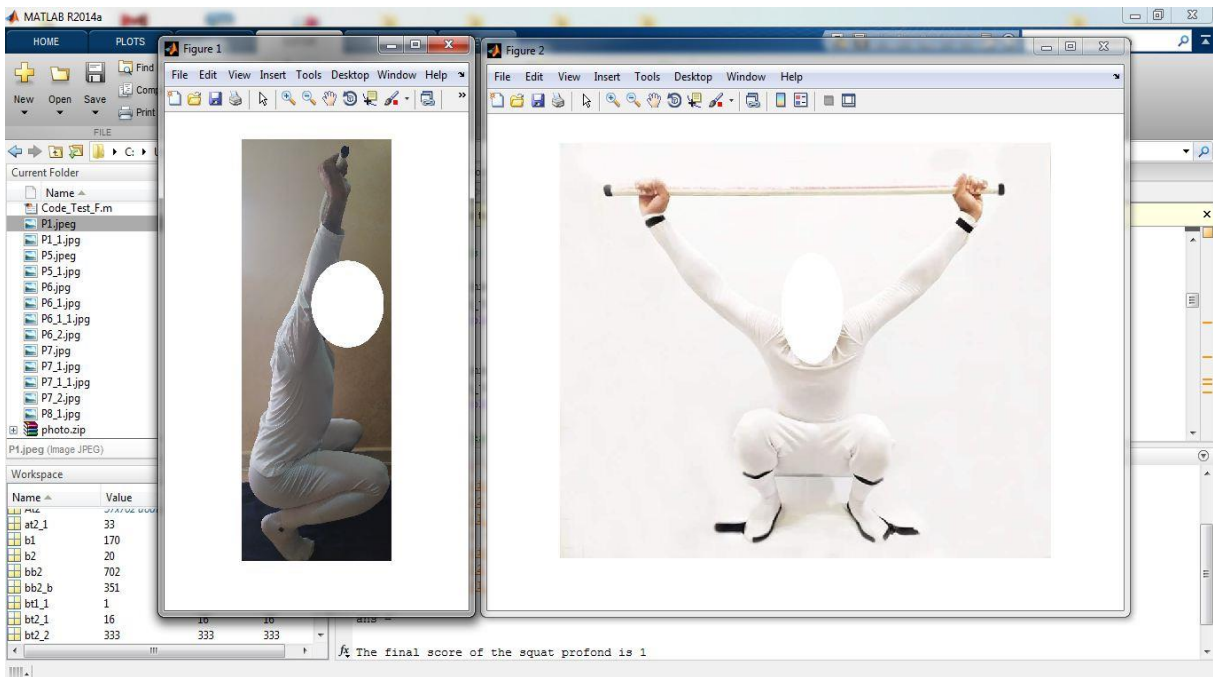 MATLAB R2014a
HOME PLOTS
New Open Save Find
Print
FILE
C:
Current Folder
Name
Code_Test_F.m
P1.jpeg
P1_1.jpg
P5.jpeg
P5_1.jpg
P6.jpg
P6_1.jpg
P6_1_1.jpg
P6_2.jpg
P7.jpg
P7_1.jpg
P7_1_1.jpg
P7_2.jpg
P8_1.jpg
photo.zip
P1.jpeg (Image JPEG)
Workspace
Name Value
at2_1 33
b1 170
b2 20
bb2 702
bb2_b 351
bt1_1 1
bt2_1 16 16 16
bt2_2 333 333 333
Figure 1
File Edit View Insert Tools Desktop Window Help
Figure 2
File Edit View Insert Tools Desktop Window Help
ans =
fx The final score of the squat profond is 1